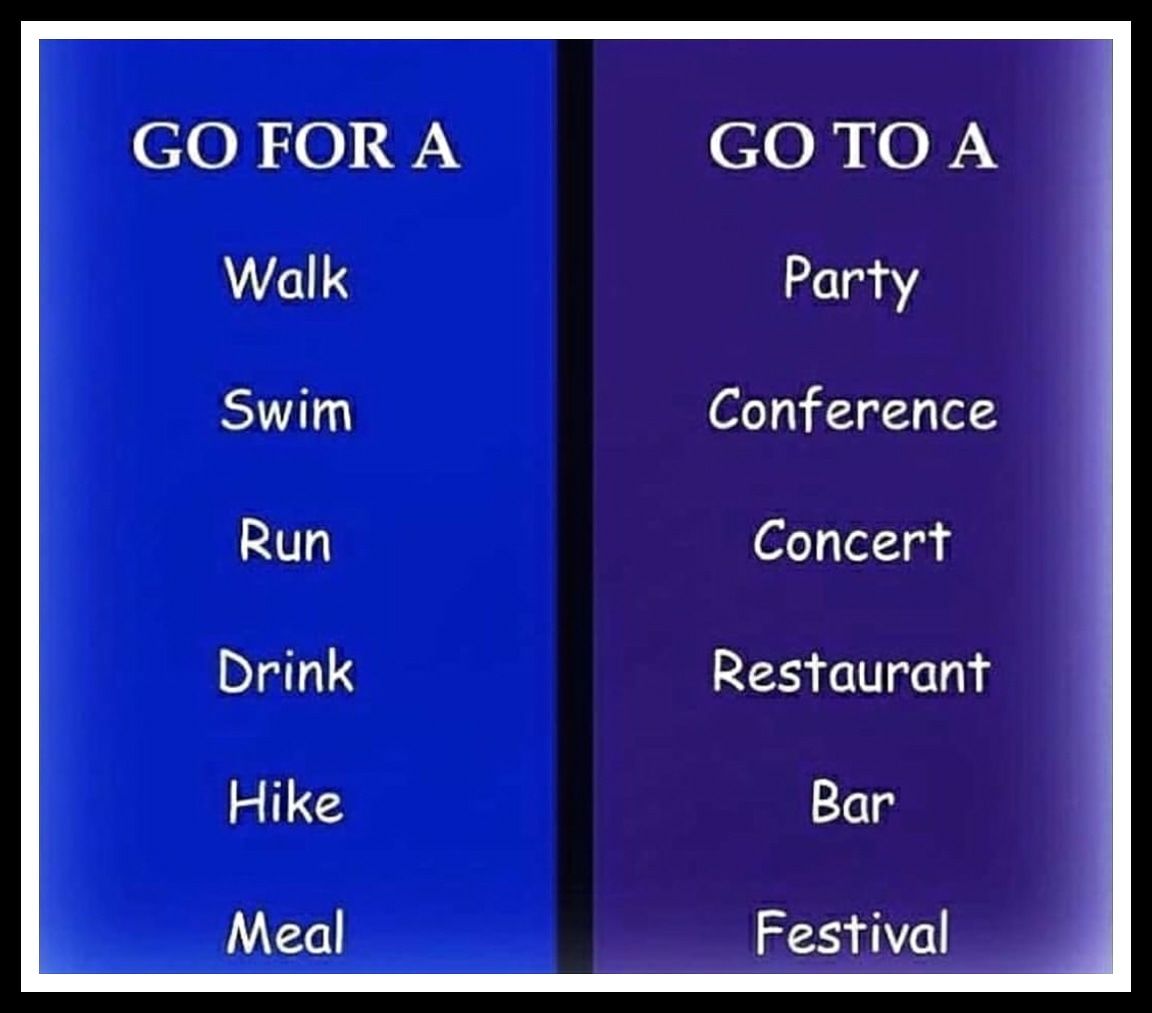 GO FOR A
Walk
Swim
Run
Drink
Hike
Meal
GO TO A
Party
Conference
Concert
Restaurant
Bar
Festival